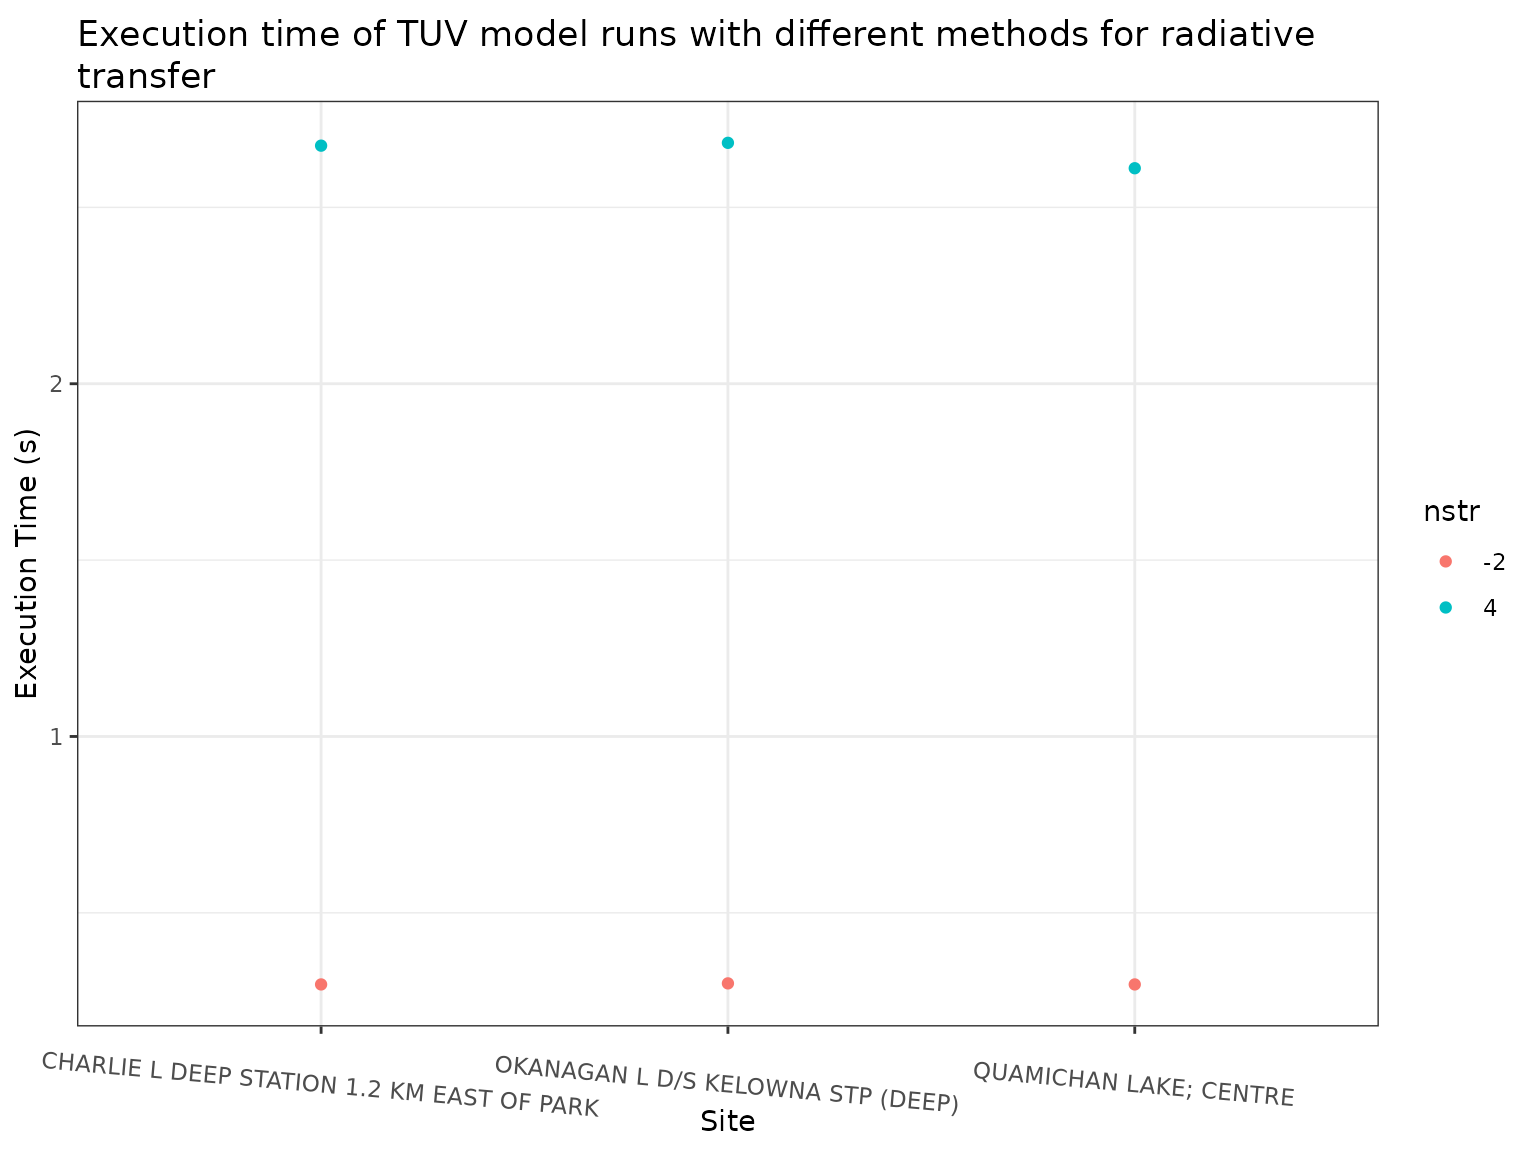 Execution time of TUV model runs with different methods for radiative
transfer
Execution Time (s)
2
1
CHARLIE L DEEP STATION 1.2 KM EAST OF PARK
OKANAGAN L D/S KELOWNA STP (DEEP)
QUAMICHAN LAKE; CENTRE
Site
nstr
-2
4